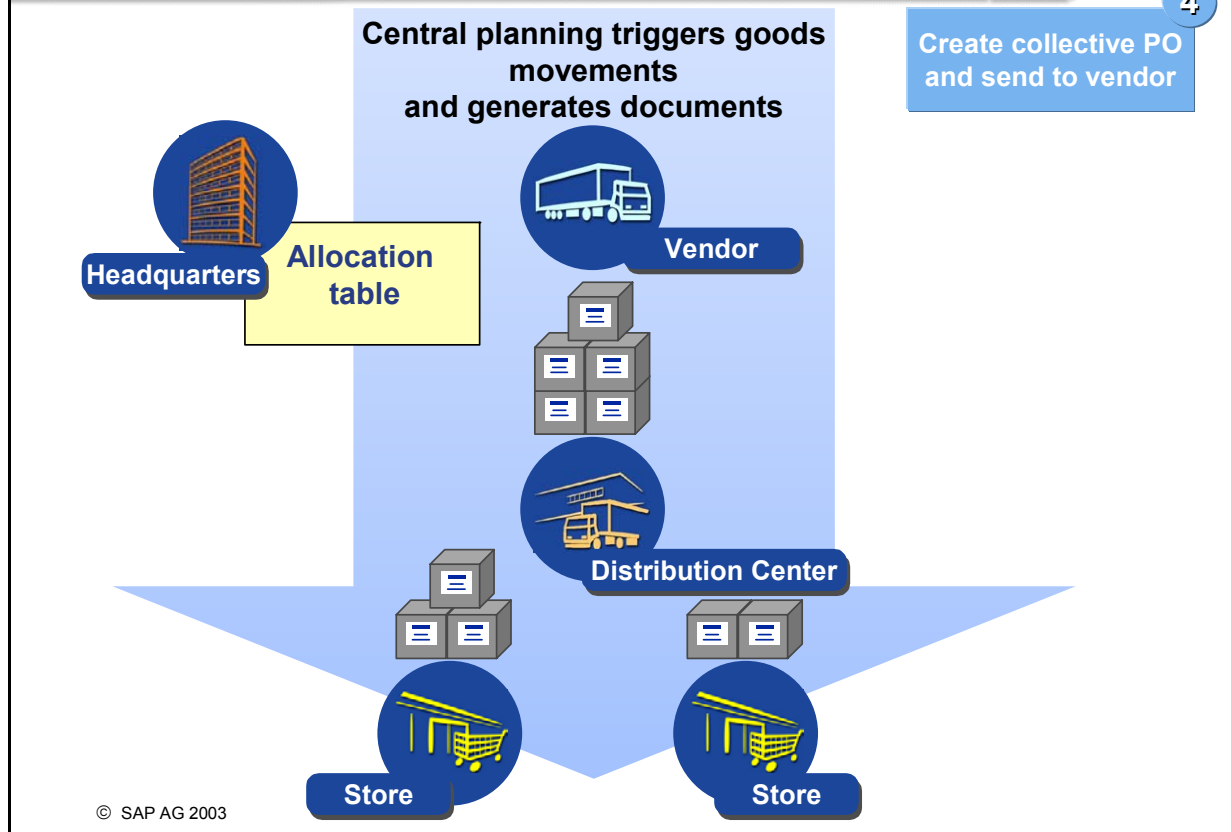 4
Create collective PO
and send to vendor
Central planning triggers goods
movements
and generates documents
Headquarters
Allocation
table
Vendor
Distribution Center
Store
Store
© SAP AG 2003